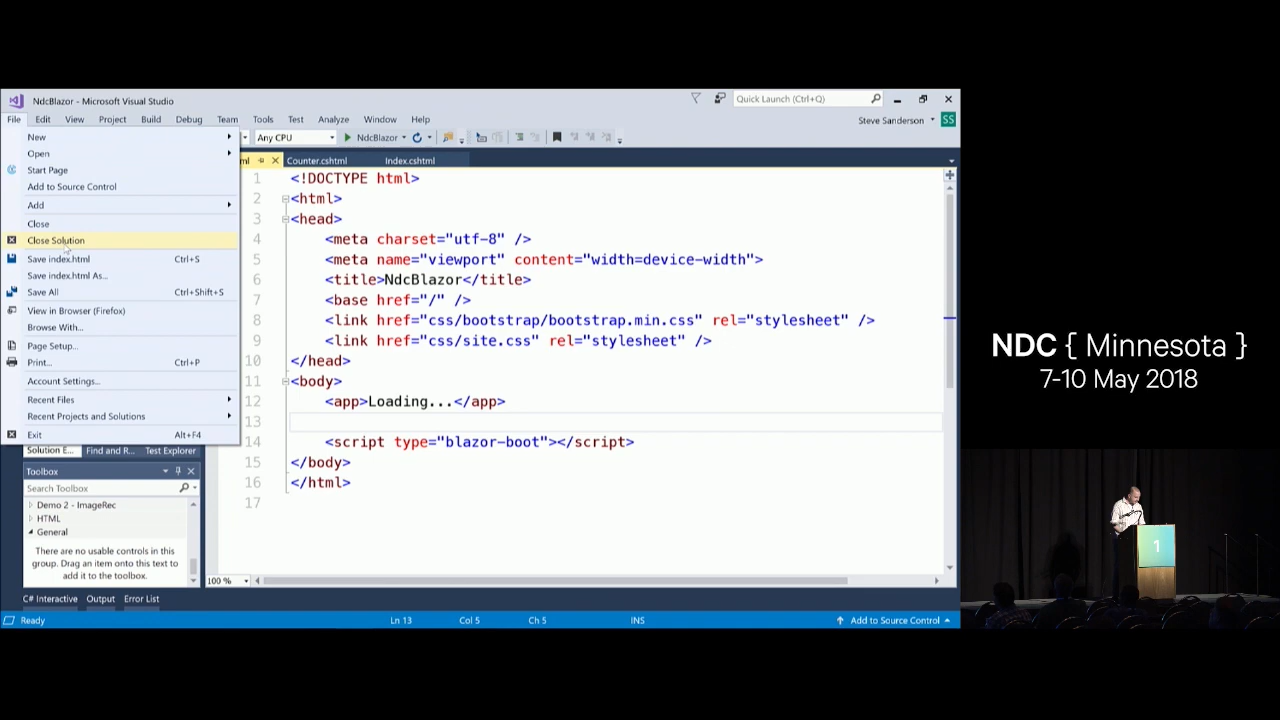 NdcBlazor - Microsoft Visual Studio
Quick Launch (Ctrl+Q)
File Edit View Project Build Debug Team Tools Test Analyze Window Help
Steve Sanderson SS
Any CPU NdcBlazor
New
Open
Start Page
Add to Source Control
Add
Close
Close Solution
Save index.html Ctrl+S
Save index.html As...
Save All Ctrl+Shift+S
View in Browser (Firefox)
Browse With...
Page Setup...
Print... Ctrl+P
Account Settings...
Recent Files
Recent Projects and Solutions
Exit Alt+F4
ml Counter.cshtml Index.cshtml
1 <!DOCTYPE html>
2 <html>
3 <head>
4 <meta charset="utf-8" />
5 <meta name="viewport" content="width=device-width">
6 <title>NdcBlazor</title>
7 <base href="/" />
8 <link href="css/bootstrap/bootstrap.min.css" rel="stylesheet" />
9 <link href="css/site.css" rel="stylesheet" />
10 </head>
11 <body>
12 <app>Loading...</app>
13
14 <script type="blazor-boot"></script>
15 </body>
16 </html>
17
Solution E... Find and R... Test Explorer
Toolbox
Search Toolbox
Demo 2 - ImageRec
HTML
General
There are no usable controls in this
group. Drag an item onto this text to
add it to the toolbox.
100 %
C# Interactive Output Error List
Ready Ln 13 Col 5 Ch 5 INS Add to Source Control
NDC { Minnesota }
7-10 May 2018
1